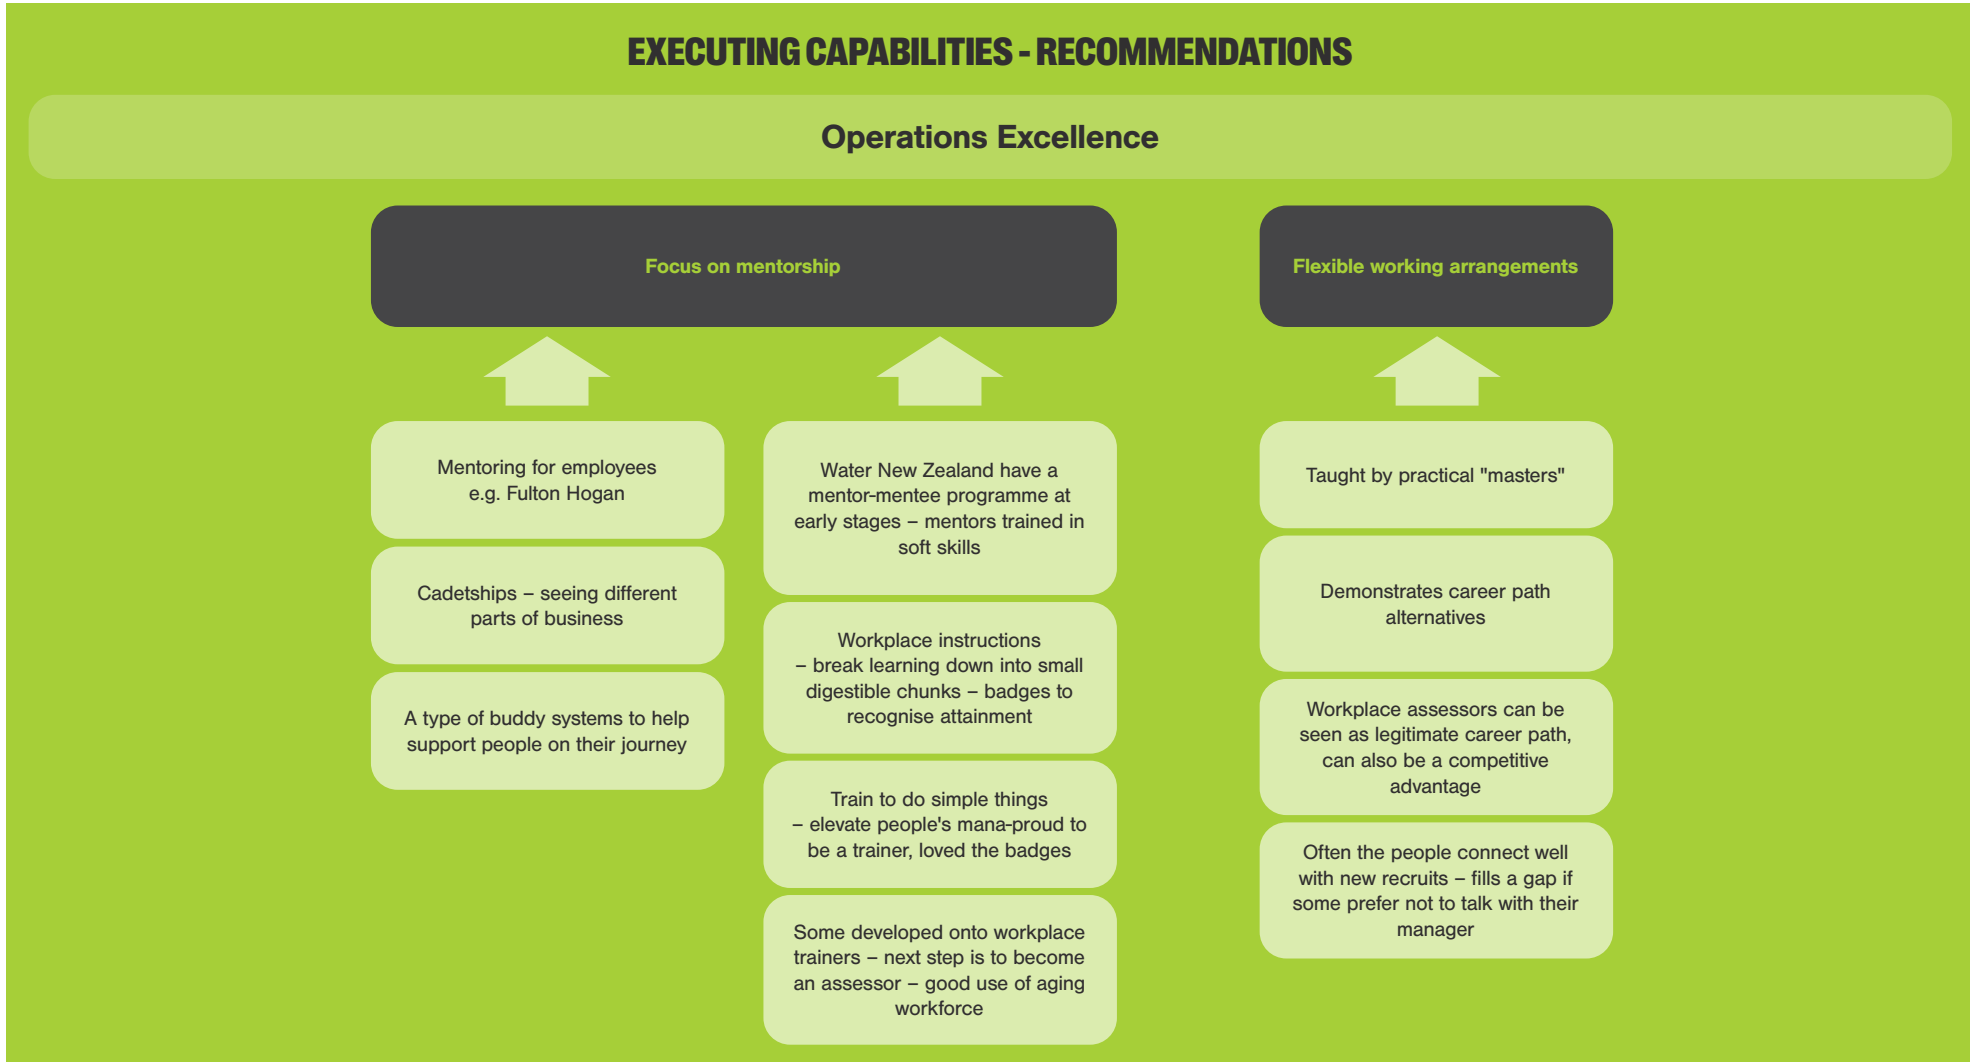 EXECUTING CAPABILITIES - RECOMMENDATIONS
Operations Excellence
Focus on mentorship
Mentoring for employees
e.g. Fulton Hogan
Cadetships – seeing different
parts of business
A type of buddy systems to help
support people on their journey
Water New Zealand have a
mentor-mentee programme at
early stages – mentors trained in
soft skills
Workplace instructions
– break learning down into small
digestible chunks – badges to
recognise attainment
Train to do simple things
– elevate people's mana-proud to
be a trainer, loved the badges
Some developed onto workplace
trainers – next step is to become
an assessor – good use of aging
workforce
Flexible working arrangements
Taught by practical "masters"
Demonstrates career path
alternatives
Workplace assessors can be
seen as legitimate career path,
can also be a competitive
advantage
Often the people connect well
with new recruits – fills a gap if
some prefer not to talk with their
manager